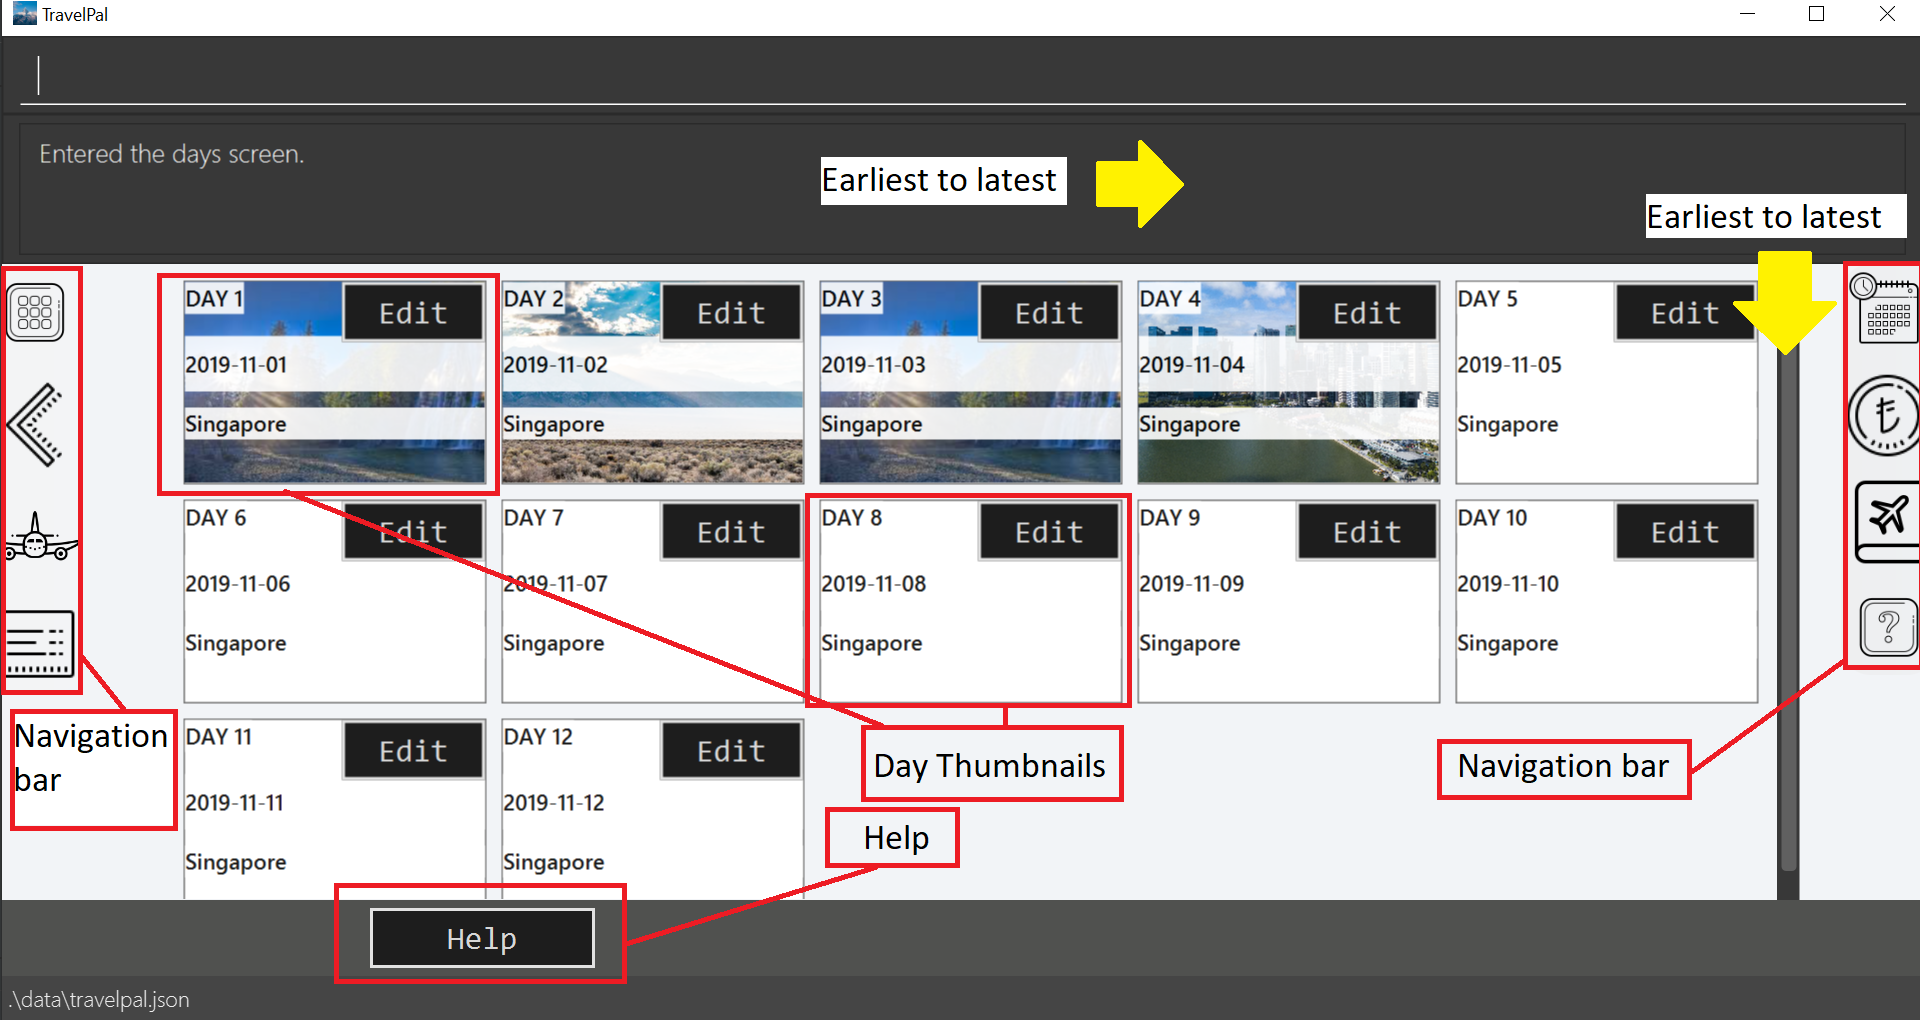 TravelPal
Entered the days screen.
Earliest to latest
Earliest to latest
DAY 1
Edit
2019-11-01
Singapore
DAY 2
Edit
2019-11-02
Singapore
DAY 3
Edit
2019-11-03
Singapore
DAY 4
Edit
2019-11-04
Singapore
DAY 5
Edit
2019-11-05
Singapore
DAY 6
Edit
2019-11-06
Singapore
DAY 7
Edit
2019-11-07
Singapore
DAY 8
Edit
2019-11-08
Singapore
DAY 9
Edit
2019-11-09
Singapore
DAY 10
Edit
2019-11-10
Singapore
Navigation
bar
DAY 11
Edit
2019-11-11
Singapore
DAY 12
Edit
2019-11-12
Singapore
Day Thumbnails
Navigation bar
Help
Help
.\data\travelpal.json